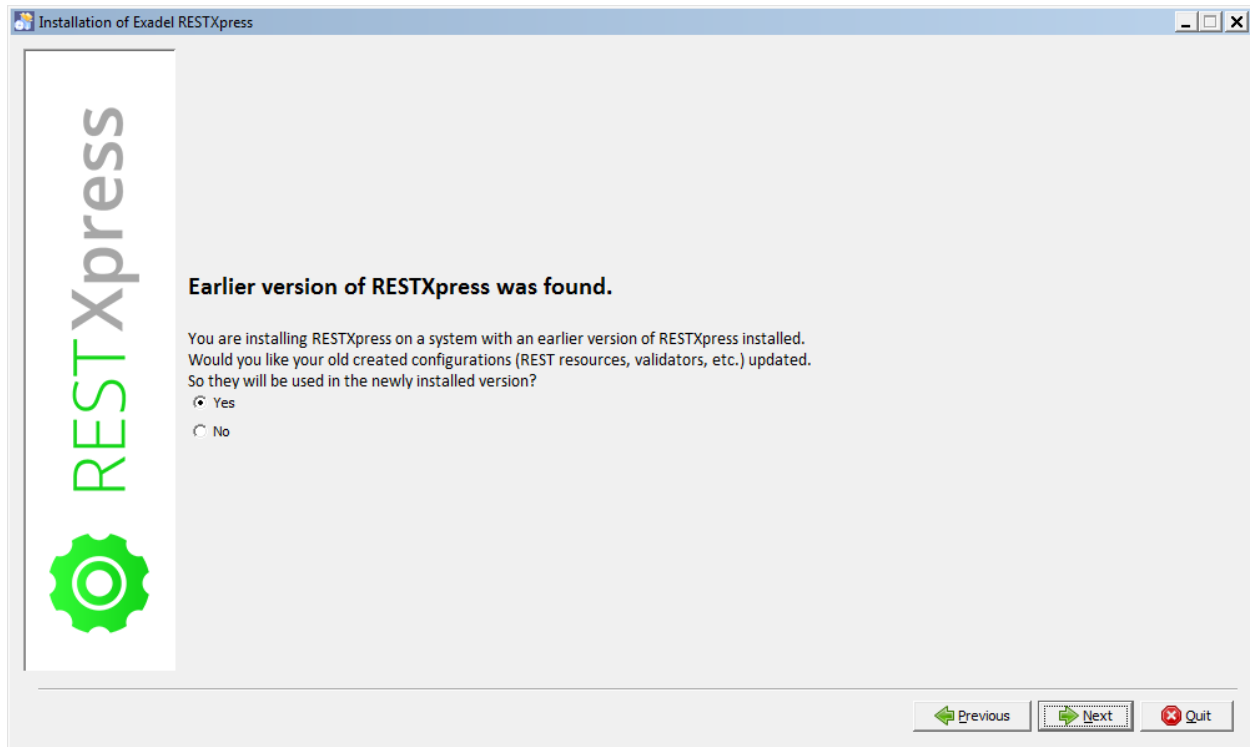 Installation of Exadel RESTXpress
RESTXpress
Earlier version of RESTXpress was found.
You are installing RESTXpress on a system with an earlier version of RESTXpress installed.
Would you like your old created configurations (REST resources, validators, etc.) updated.
So they will be used in the newly installed version?
Yes
No
Previous
Next
Quit